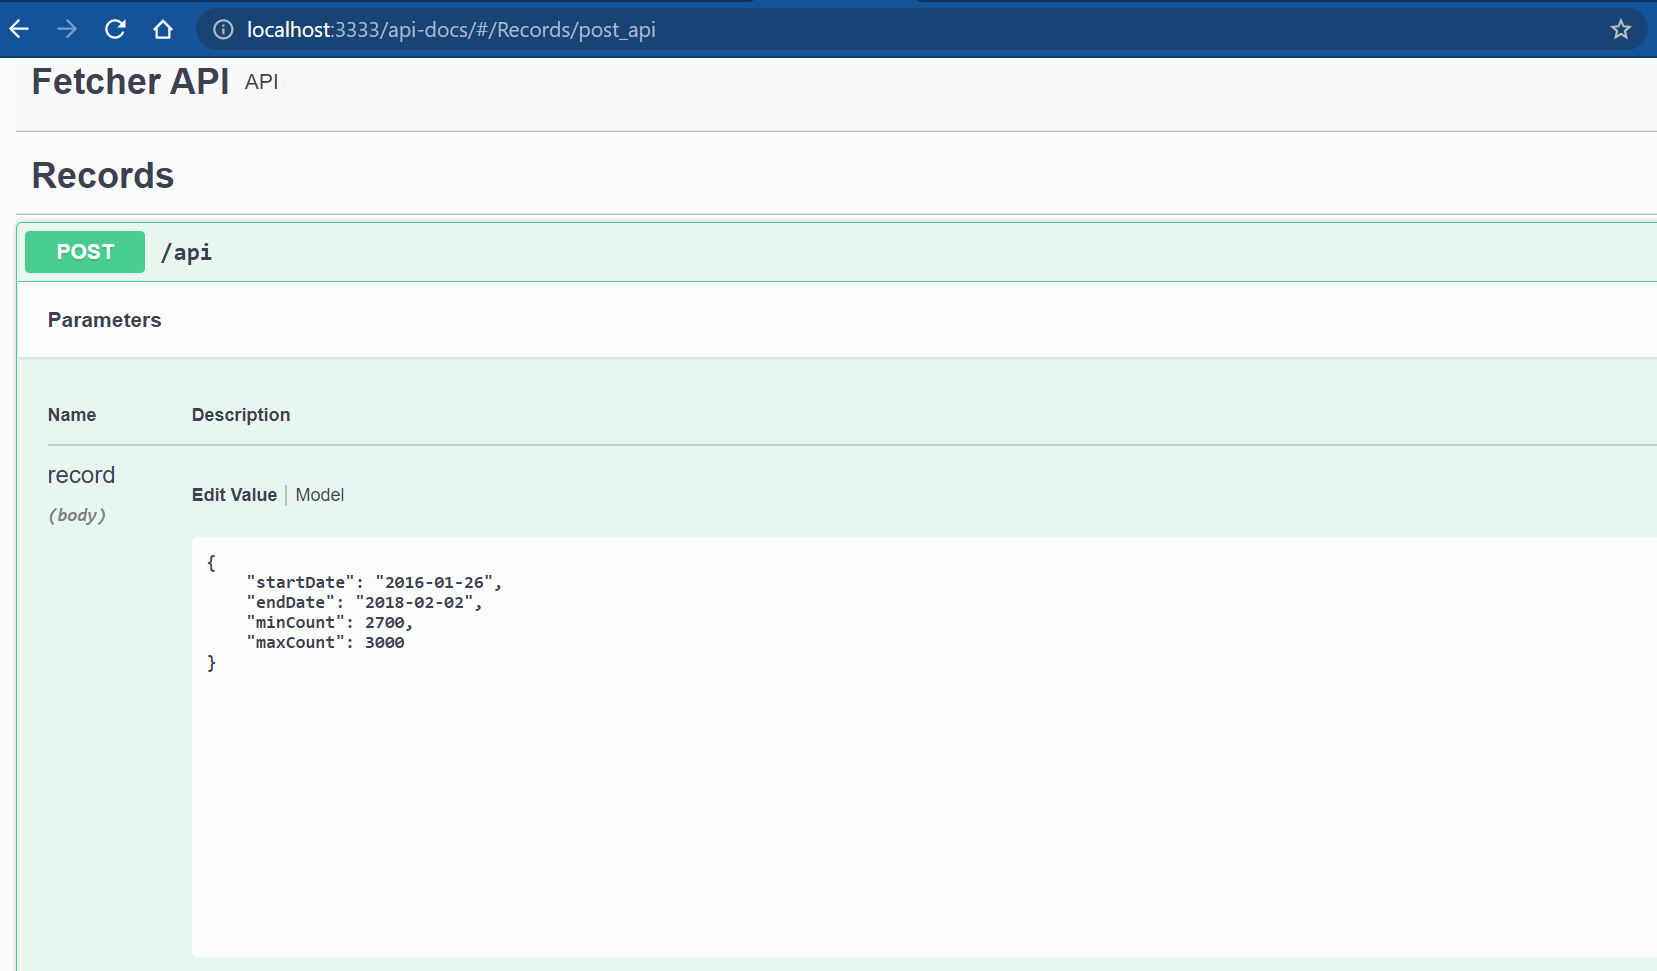 localhost:3333/api-docs/#/Records/post_api
Fetcher API API
Records
POST /api
Parameters
Name Description
record
(body)
Edit Value | Model
{
    "startDate": "2016-01-26",
    "endDate": "2018-02-02",
    "minCount": 2700,
    "maxCount": 3000
}